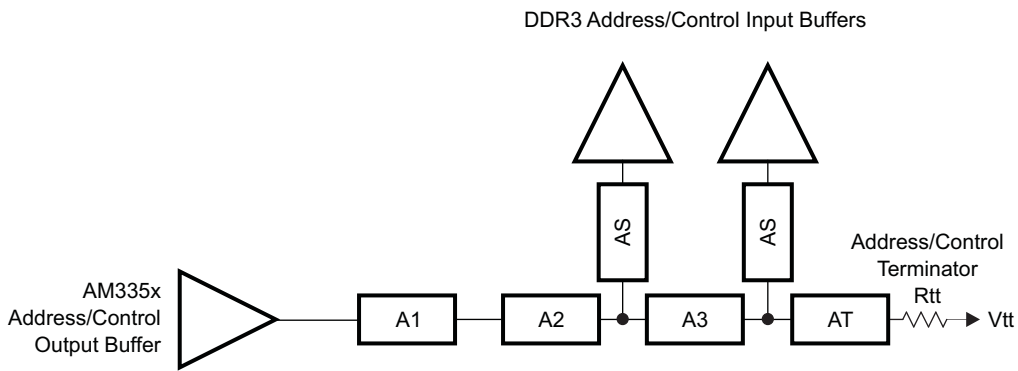 DDR3 Address/Control Input Buffers
AS
AS
Address/Control
Terminator
Rtt
AM335x
Address/Control
Output Buffer
A1
A2
A3
AT
Vtt